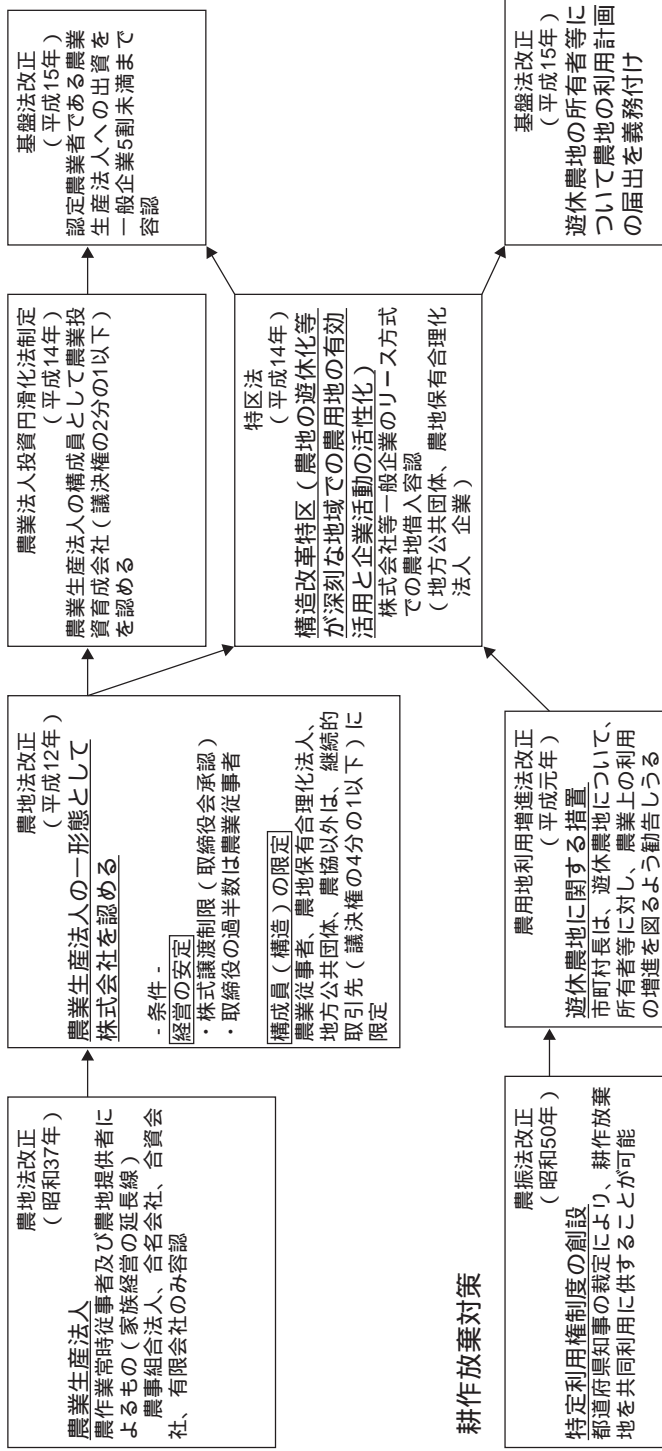 農地法改正
(昭和37年)
農業生産法人
農作業常時従事者及び農地提供者に
よるもの(家族経営の延長線)
農事組合法人、合名会社、合資会
社、有限会社のみ容認
農地法改正
(平成12年)
農業生産法人の一形態として
株式会社を認める
- 条件 -
経営の安定
・株式譲渡制限(取締役会承認)
・取締役の過半数は農業従事者
構成員(構造)の限定
農業従事者、農地保有合理化法人、
地方公共団体、農協以外は、継続的
取引先(議決権の4分の1以下)に
限定
農業法人投資円滑化法制定
(平成14年)
農業生産法人の構成員として農業投
資育成会社(議決権の2分の1以下)
を認める
基盤法改正
(平成15年)
認定農業者である農業
生産法人への出資を
一般企業5割未満まで
容認
特区法
(平成14年)
構造改革特区(農地の遊休化等
が深刻な地域での農用地の有効
活用と企業活動の活性化)
株式会社等一般企業のリース方式
での農地借入容認
(地方公共団体、農地保有合理化
法人 企業)
耕作放棄対策
農振法改正
(昭和50年)
特定利用権制度の創設
都道府県知事の裁定により、耕作放棄
地を共同利用に供することが可能
農用地利用増進法改正
(平成元年)
遊休農地に関する措置
市町村長は、遊休農地について、
所有者等に対し、農業上の利用
の増進を図るよう勧告しうる
基盤法改正
(平成15年)
遊休農地の所有者等に
ついて農地の利用計画
の届出を義務付け